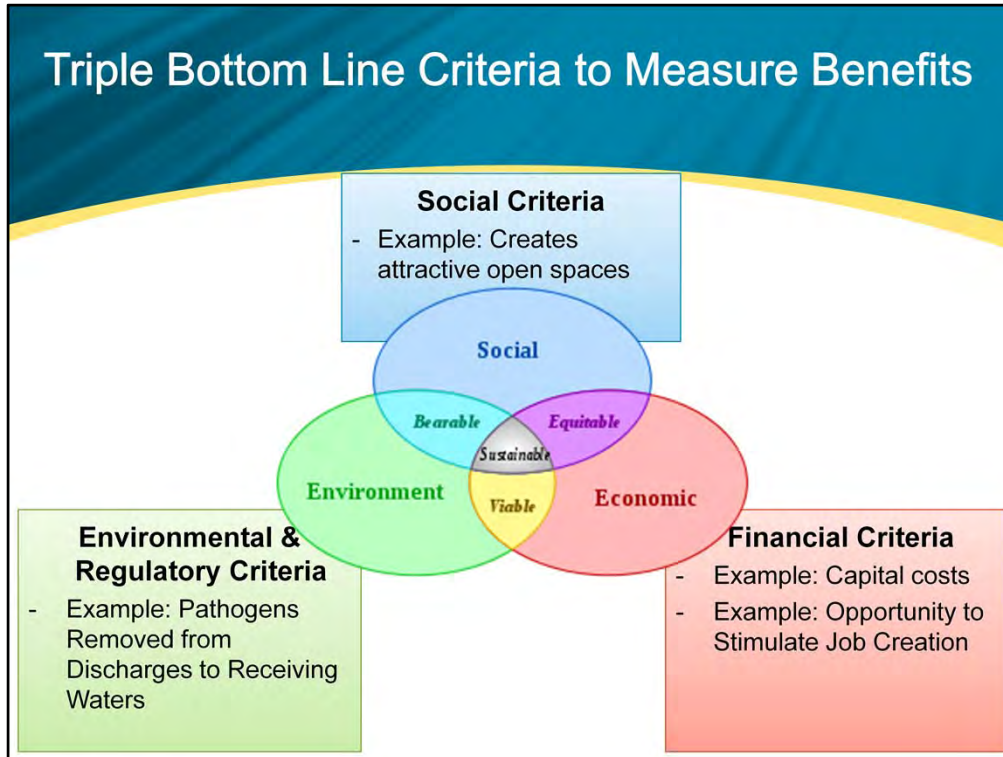 Triple Bottom Line Criteria to Measure Benefits
Social Criteria
- Example: Creates
attractive open spaces
Social
Bearable
Equitable
Sustainable
Environment
Viable
Economic
Environmental &
Regulatory Criteria
- Example: Pathogens
Removed from
Discharges to Receiving
Waters
Financial Criteria
- Example: Capital costs
- Example: Opportunity to
Stimulate Job Creation